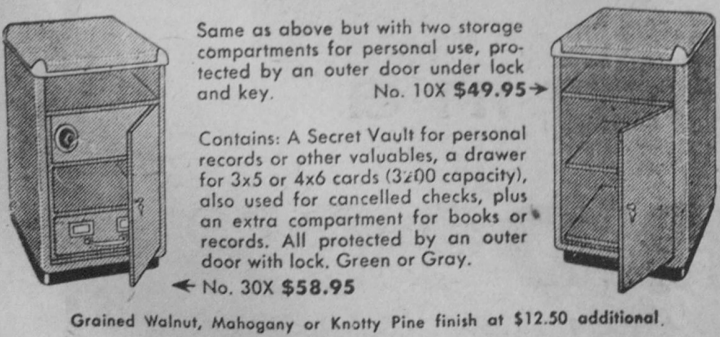 Same as above but with two storage
compartments for personal use, pro-
tected by an outer door under lock
and key. No. 10X $49.95→
Contains: A Secret Vault for personal
records or other valuables, a drawer
for 3x5 or 4x6 cards (3200 capacity),
also used for cancelled checks, plus
an extra compartment for books or
records. All protected by an outer
door with lock. Green or Gray.
← No. 30X $58.95
Grained Walnut, Mahogany or Knotty Pine finish at $12.50 additional.